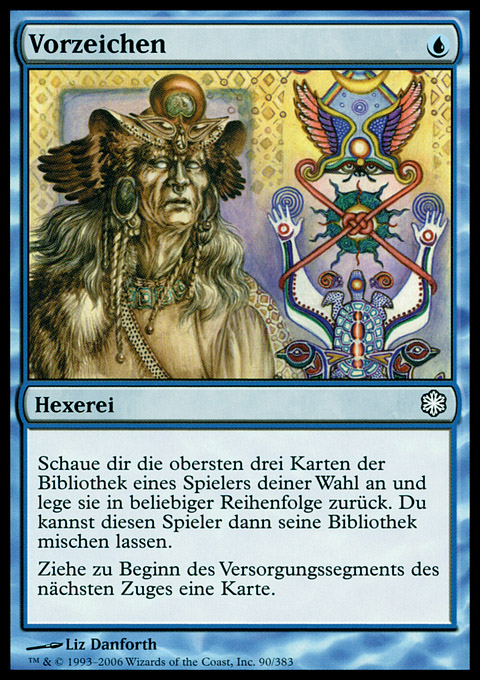 Vorzeichen
Hexerei
Schaue dir die obersten drei Karten der
Bibliothek eines Spielers deiner Wahl an und
lege sie in beliebiger Reihenfolge zurück. Du
kannst diesen Spieler dann seine Bibliothek
mischen lassen.
Ziehe zu Beginn des Versorgungssegments des
nächsten Zuges eine Karte.
Liz Danforth
™ & © 1993–2006 Wizards of the Coast, Inc. 90/383